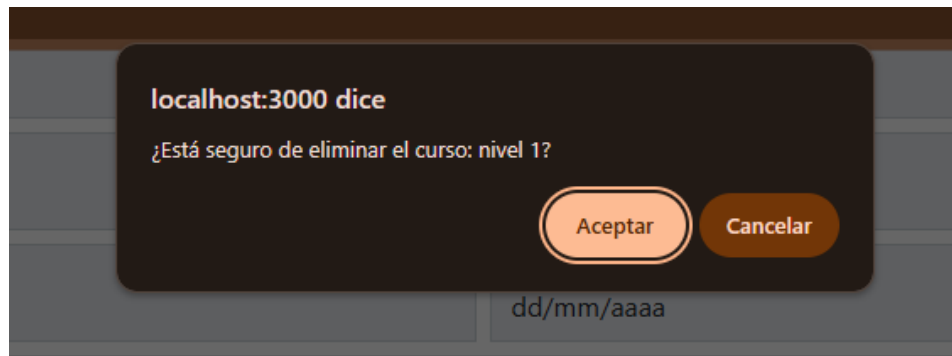 localhost:3000 dice
¿Está seguro de eliminar el curso: nivel 1?
Aceptar Cancelar
dd/mm/aaaa